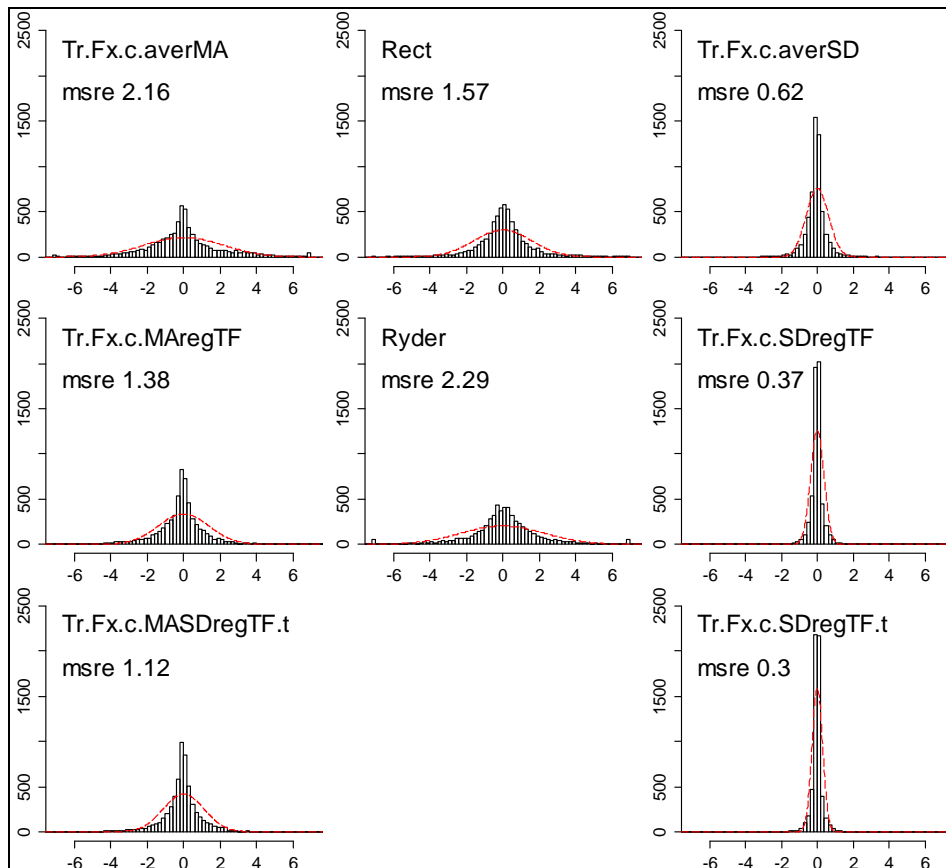 Tr.Fx.c.averMA
msre 2.16
0 500 1500 2500
-6 -4 -2 0 2 4 6
Rect
msre 1.57
0 500 1500 2500
-6 -4 -2 0 2 4 6
Tr.Fx.c.averSD
msre 0.62
0 500 1500 2500
-6 -4 -2 0 2 4 6
Tr.Fx.c.MAregTF
msre 1.38
0 500 1500 2500
-6 -4 -2 0 2 4 6
Ryder
msre 2.29
0 500 1500 2500
-6 -4 -2 0 2 4 6
Tr.Fx.c.SDregTF
msre 0.37
0 500 1500 2500
-6 -4 -2 0 2 4 6
Tr.Fx.c.MASDregTF.t
msre 1.12
0 500 1500 2500
-6 -4 -2 0 2 4 6
Tr.Fx.c.SDregTF.t
msre 0.3
0 500 1500 2500
-6 -4 -2 0 2 4 6